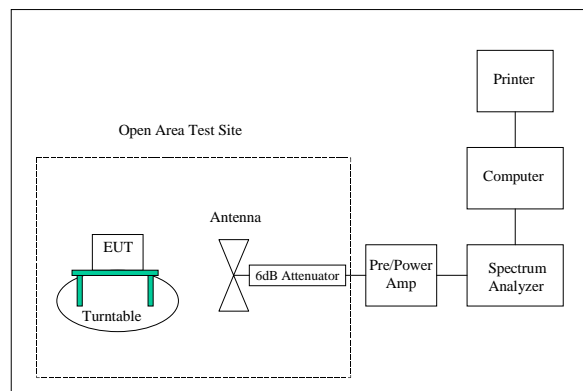 Printer
Open Area Test Site
Computer
Antenna
EUT
6dB Attenuator
Pre/Power
Amp
Spectrum
Analyzer
Turntable